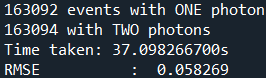 163092 events with ONE photon
163094 with TWO photons
Time taken: 37.098266700s
RMSE        :  0.058269